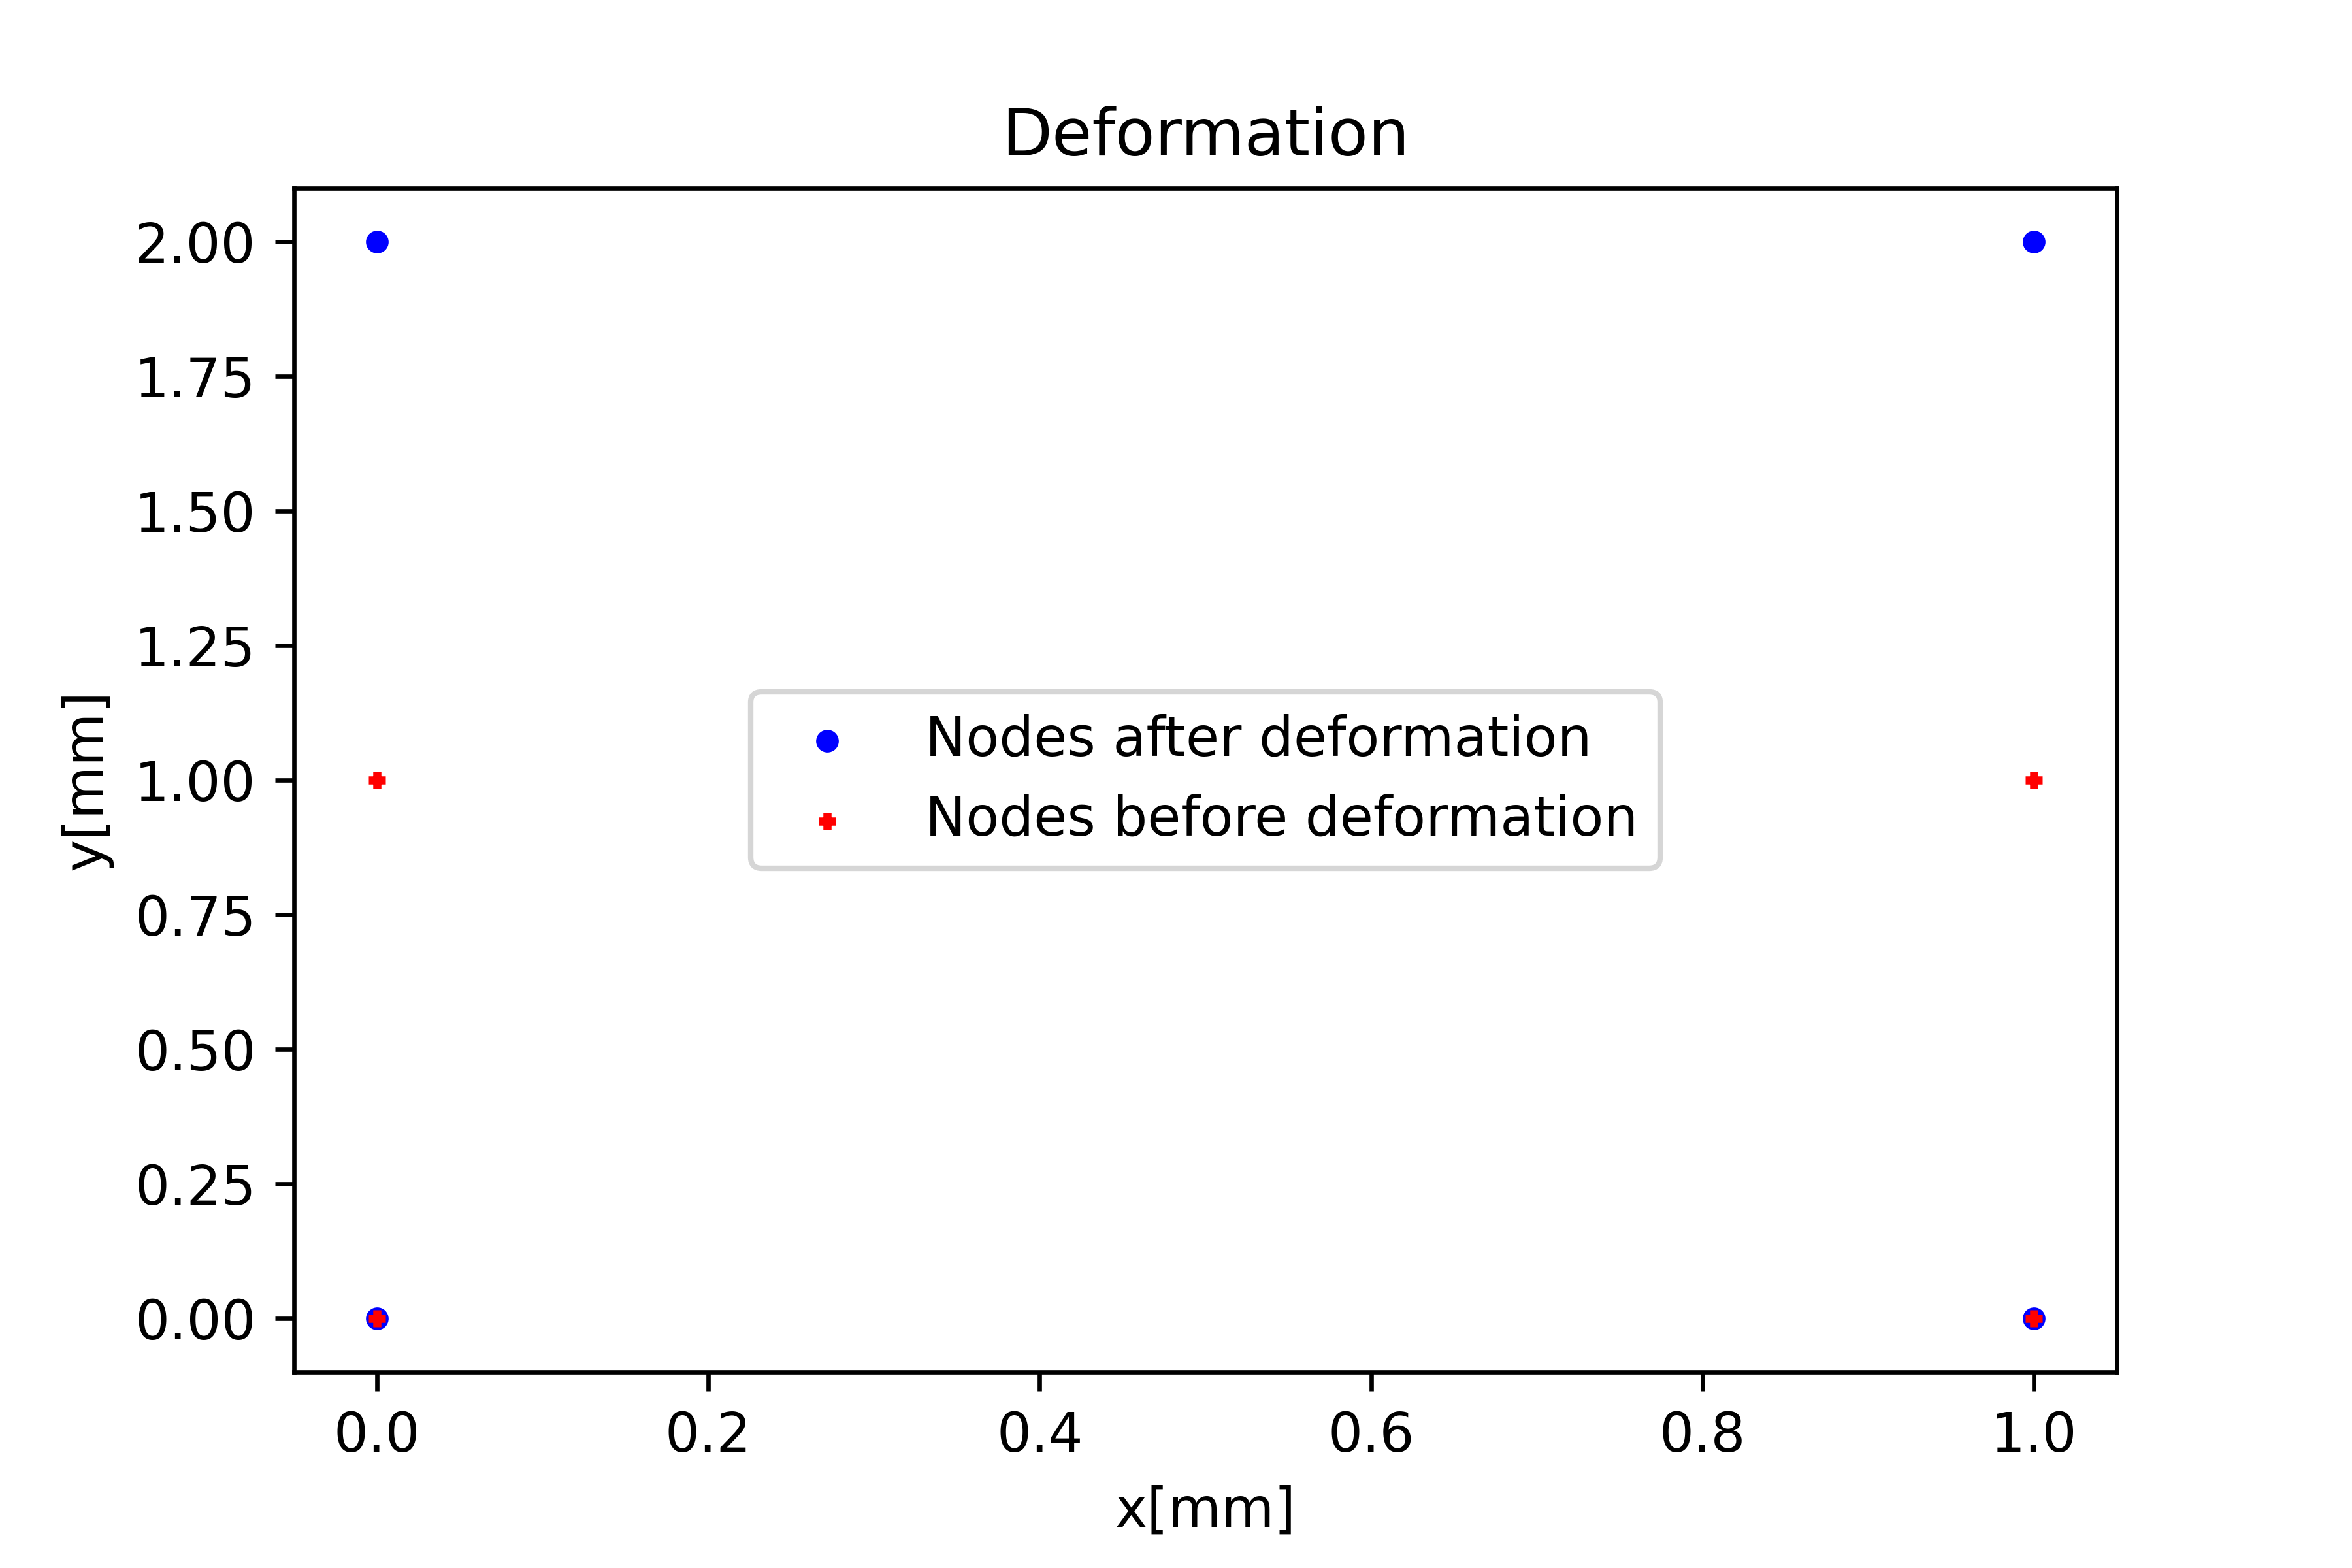 Deformation
2.00
1.75
1.50
1.25
1.00
0.75
0.50
0.25
0.00
y[mm]
Nodes after deformation
Nodes before deformation
0.0 0.2 0.4 0.6 0.8 1.0
x[mm]